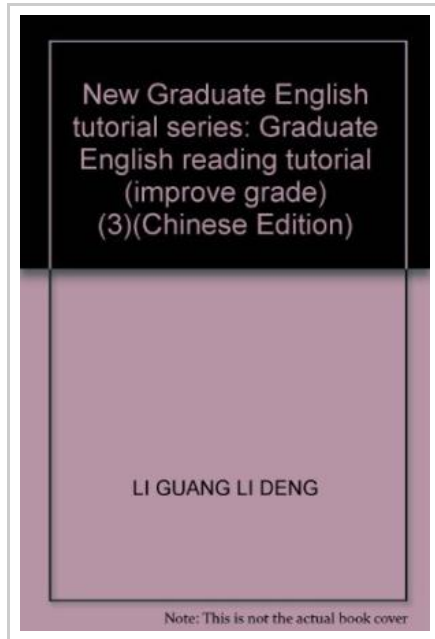 New Graduate English
tutorial series: Graduate
English reading tutorial
(improve grade)
(3)(Chinese Edition)
LI GUANG LI DENG
Note: This is not the actual book cover